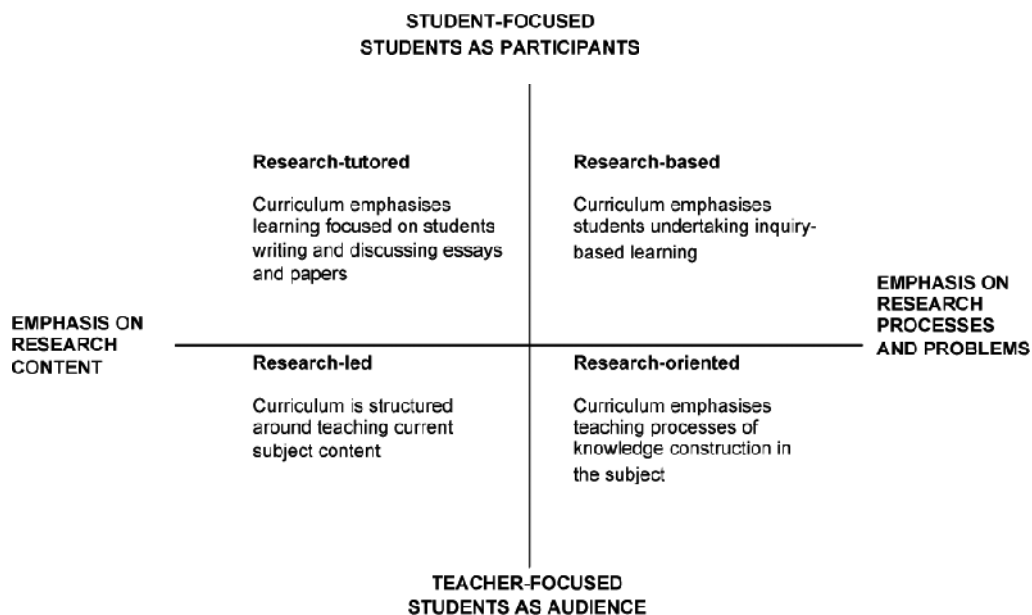 STUDENT-FOCUSED
STUDENTS AS PARTICIPANTS
Research-tutored
Curriculum emphasises
learning focused on students
writing and discussing essays
and papers
Research-based
Curriculum emphasises
students undertaking inquiry-
based learning
EMPHASIS ON
RESEARCH
CONTENT
EMPHASIS ON
RESEARCH
PROCESSES
AND PROBLEMS
Research-led
Curriculum is structured
around teaching current
subject content
Research-oriented
Curriculum emphasises
teaching processes of
knowledge construction in
the subject
TEACHER-FOCUSED
STUDENTS AS AUDIENCE